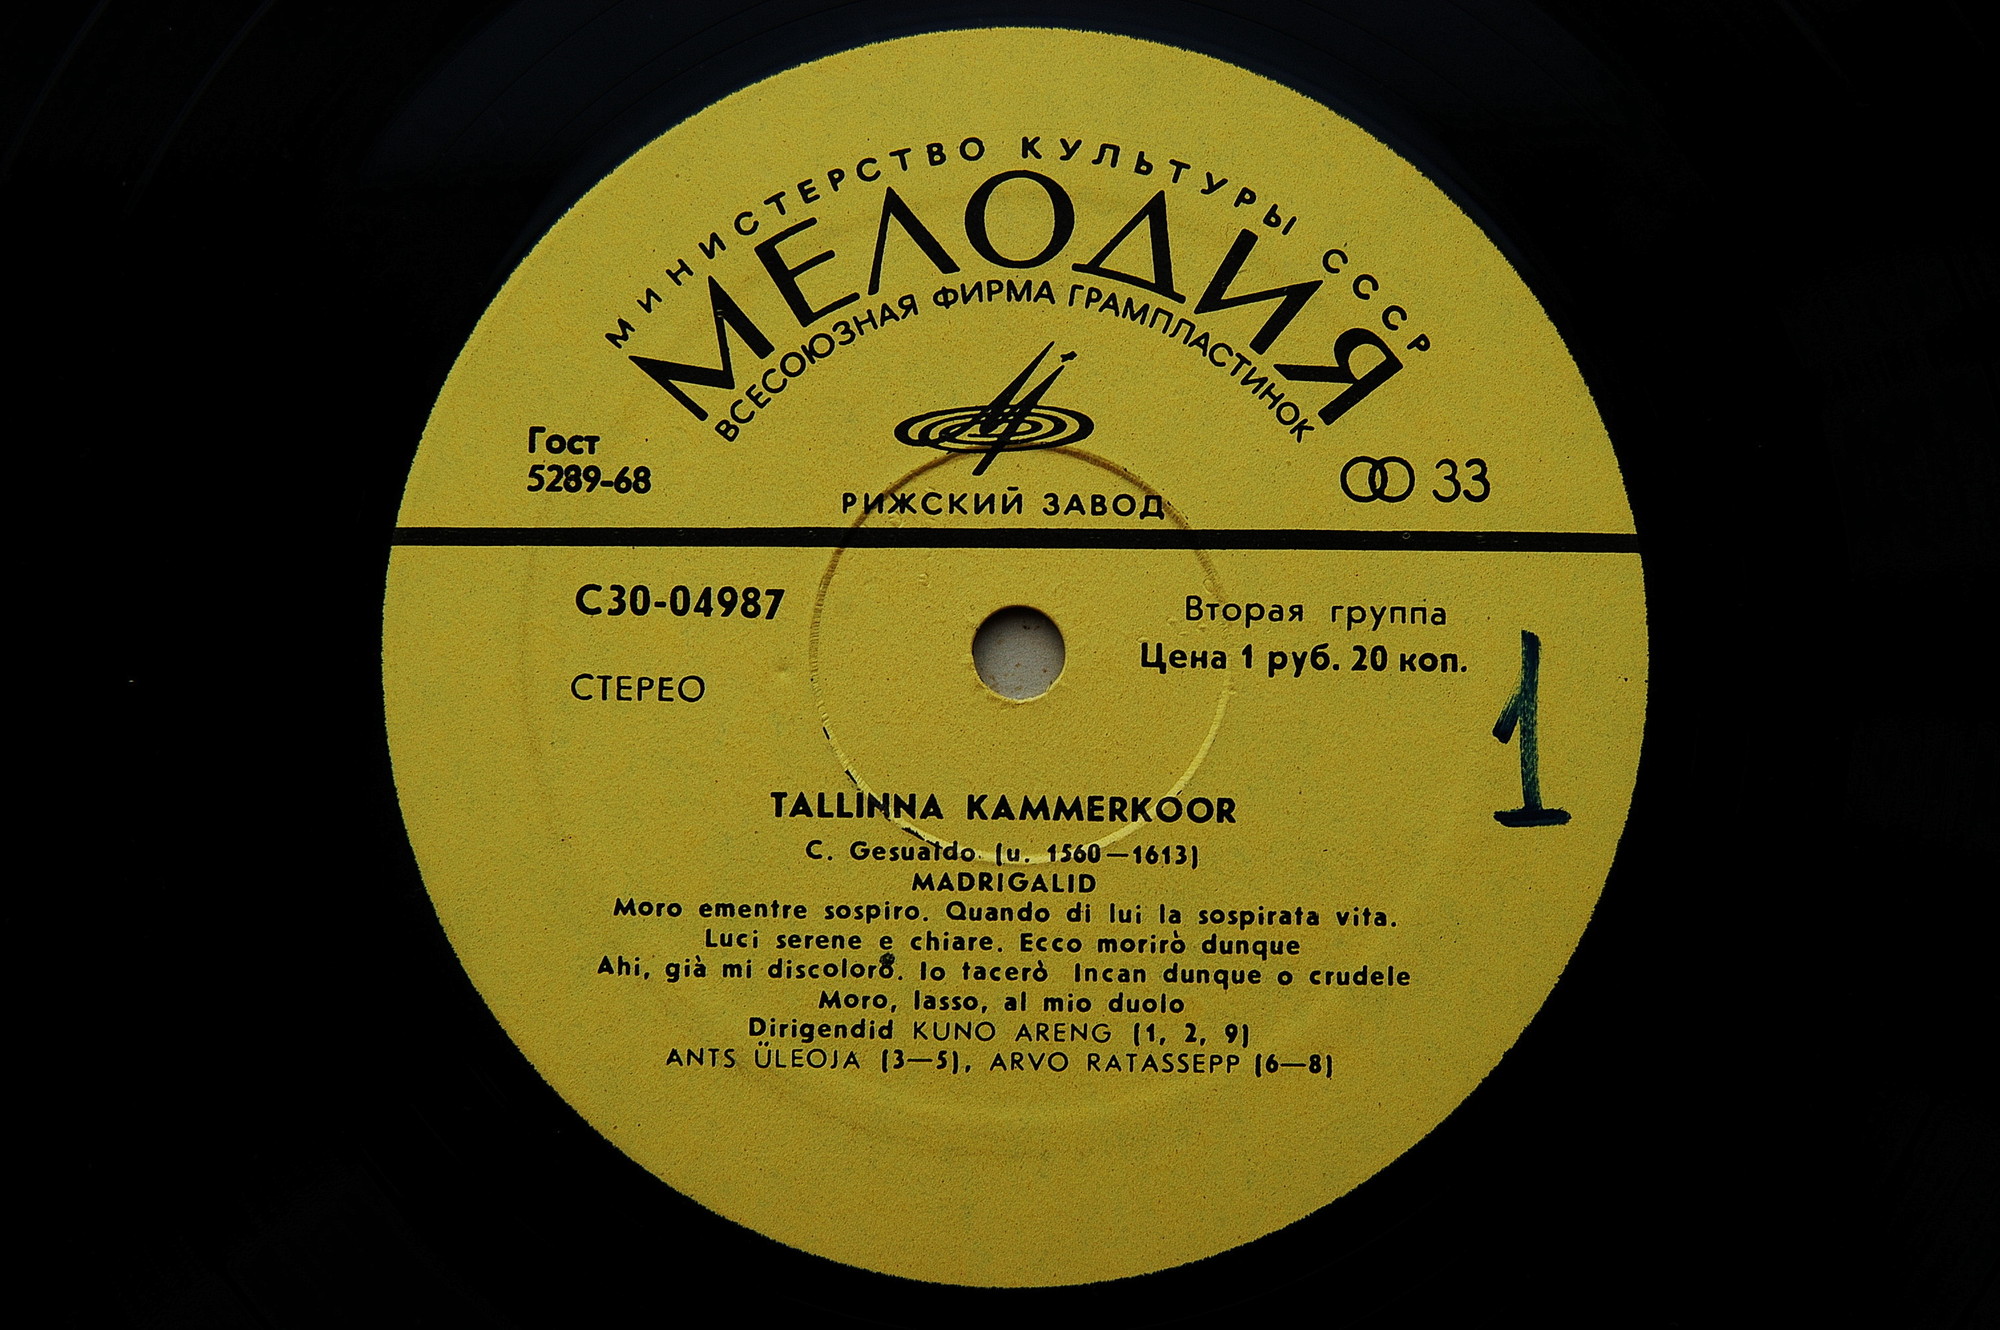 МИНИСТЕРСТВО КУЛЬТУРЫ СССР
МЕЛОДИЯ
ВСЕСОЮЗНАЯ ФИРМА ГРАМПЛАСТИНОК
Гост
5289-68
33
РИЖСКИЙ ЗАВОД
С30-04987
Вторая группа
Цена 1 руб. 20 коп.
СТЕРЕО
1
TALLINNA KAMMERKOOR
C. Gesualdo (u. 1560—1613)
MADRIGALID
Moro ementre sospiro. Quando di lui la sospirata vita.
Luci serene e chiare. Ecco morirò dunque
Ahi, già mi discolorò. Io tacerò Incan dunque o crudele
Moro, lasso, al mio duolo
Dirigendid KUNO ARENG (1, 2, 9)
ANTS ÜLEOJA (3—5), ARVO RATASSEPP (6—8)